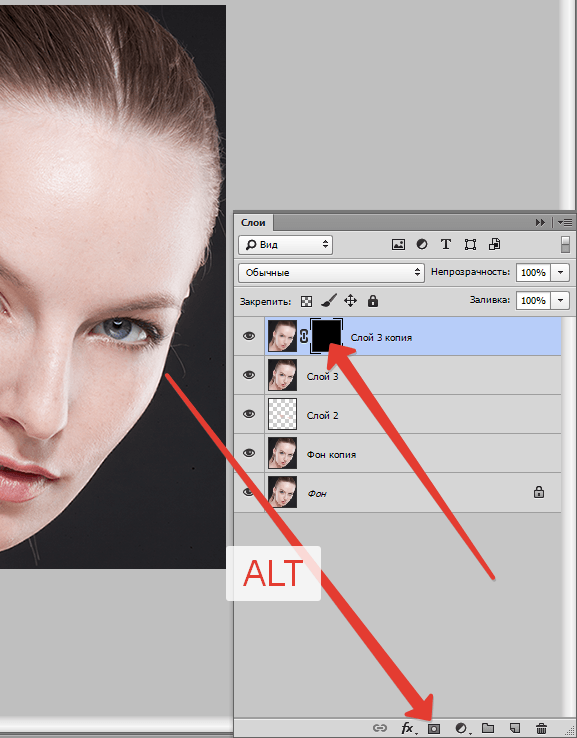 Слои
Вид
T
Обычные
Непрозрачность: 100%
Закрепить:
Заливка: 100%
Слой 3 копия
Слой 3
Слой 2
Фон копия
Фон
ALT
fx